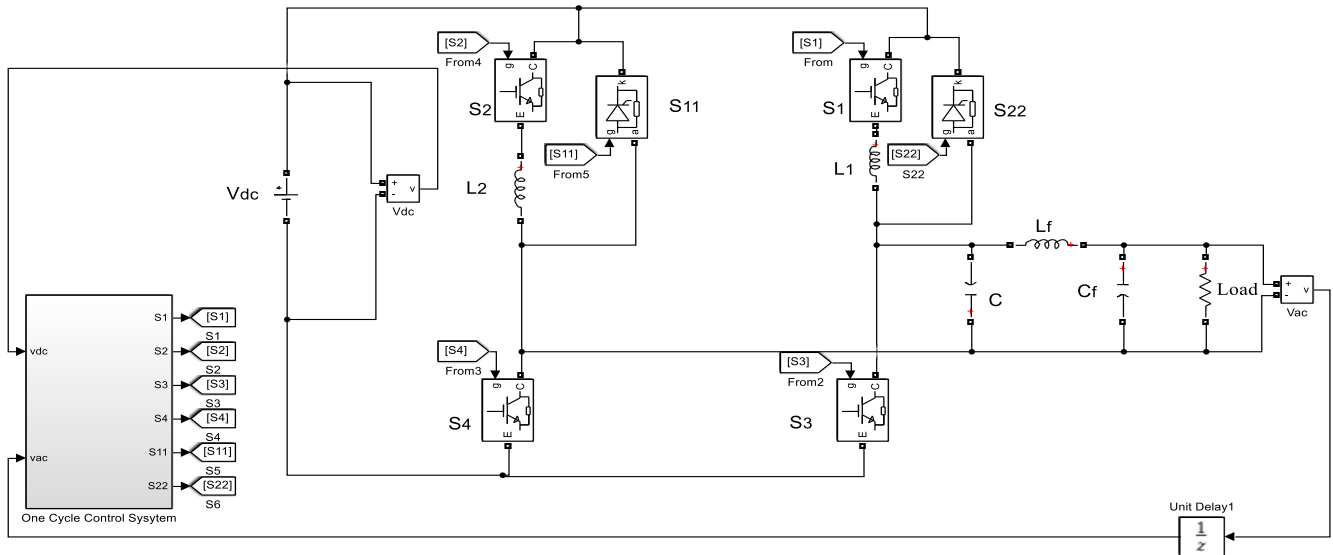 [S2]
From4
g
C
E
S2
k
g
a
S11
[S11]
From5
L2
[S1]
From
g
C
E
S1
k
g
a
S22
[S22]
S22
L1
Vdc
+
+
-
v
Vdc
Lf
C
Cf
Load
+
-
v
Vac
[S4]
From3
g
C
E
S4
[S3]
From2
g
C
E
S3
vdc
vac
S1
[S1]
S1
S2
[S2]
S2
S3
[S3]
S3
S4
[S4]
S4
S11
[S11]
S5
S22
[S22]
S6
One Cycle Control Sysytem
Unit Delay1
1
z